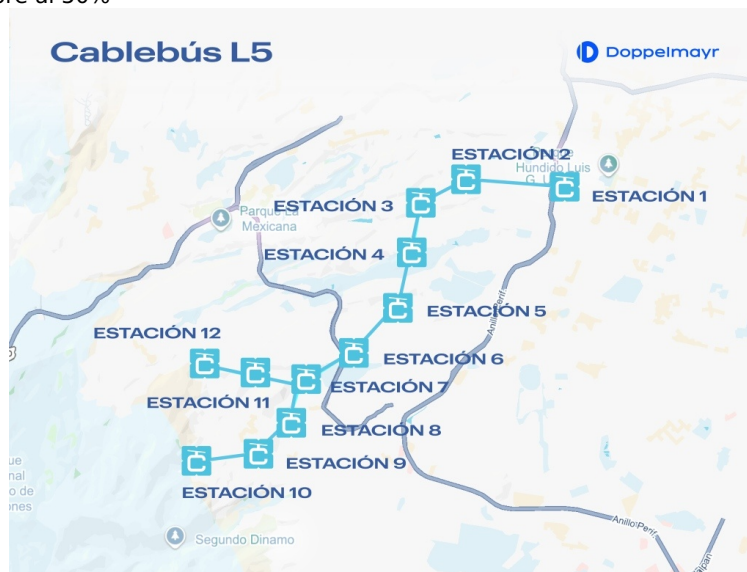 Cablebús L5
Doppelmayr
ESTACIÓN 2
Hundido Luis
ESTACIÓN 1
ESTACIÓN 3
Parque La
Mexicana
ESTACIÓN 4
ESTACIÓN 5
Anillo Perif.
ESTACIÓN 12
ESTACIÓN 6
ESTACIÓN 7
ESTACIÓN 11
ESTACIÓN 8
ESTACIÓN 9
ESTACIÓN 10
Anillo Perif.
Segundo Dinamo